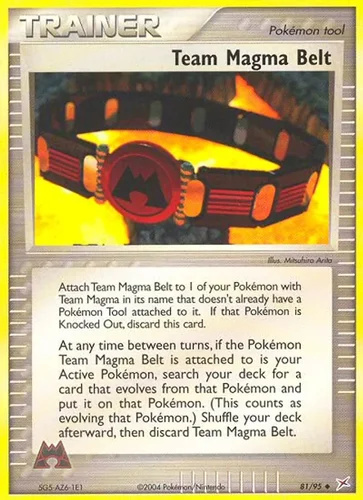 TRAINER
Pokémon tool
Team Magma Belt
Illus. Mitsuhiro Arita
Attach Team Magma Belt to 1 of your Pokémon with
Team Magma in its name that doesn't already have a
Pokémon Tool attached to it. If that Pokémon is
Knocked Out, discard this card.
At any time between turns, if the Pokémon
Team Magma Belt is attached to is your
Active Pokémon, search your deck for a
card that evolves from that Pokémon and
put it on that Pokémon. (This counts as
evolving that Pokémon.) Shuffle your deck
afterward, then discard Team Magma Belt.
5G5 AZ6-1E1
©2004 Pokémon/Nintendo
81/95